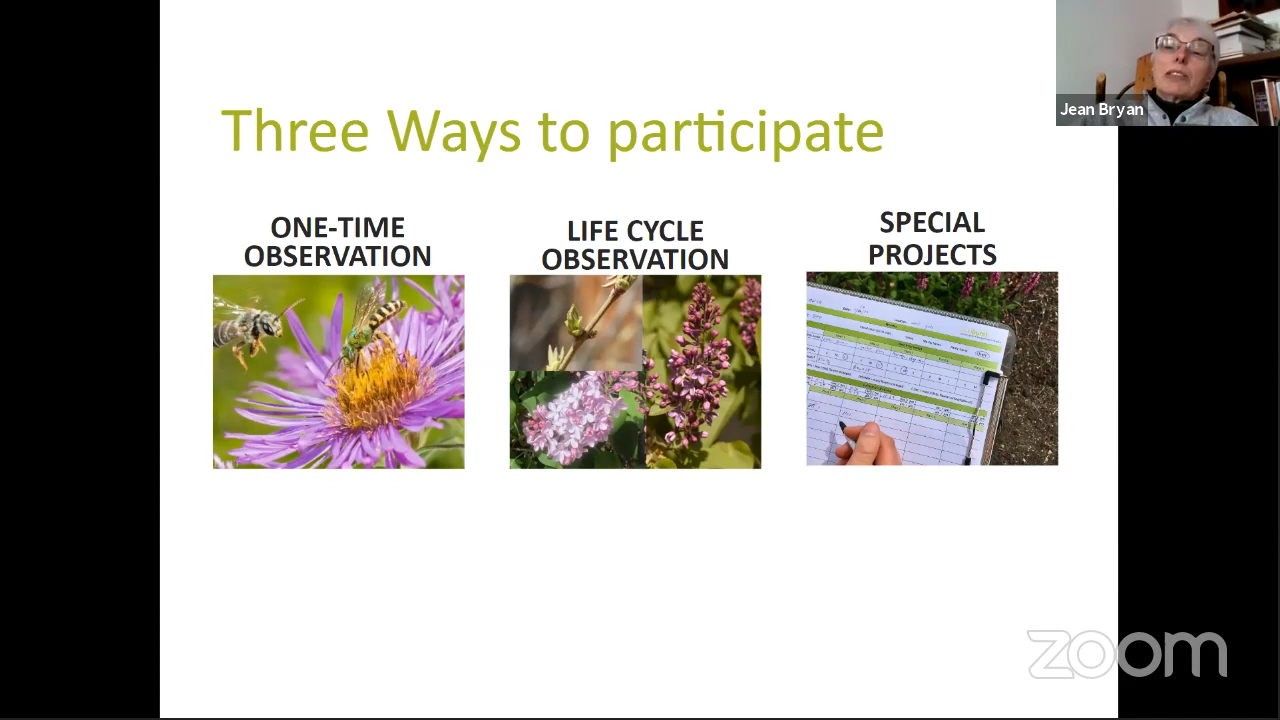 Three Ways to participate
Jean Bryan
ONE-TIME
OBSERVATION
LIFE CYCLE
OBSERVATION
SPECIAL
PROJECTS
zoom